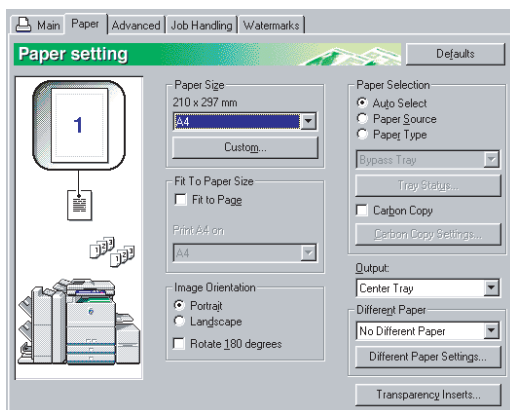 Main Paper Advanced Job Handling Watermarks
Paper setting
Defaults
1
123 123
Paper Size
210 x 297 mm
A4
Custom...
Fit To Paper Size
Fit to Page
Print A4 on
A4
Image Orientation
Portrait
Landscape
Rotate 180 degrees
Paper Selection
Auto Select
Paper Source
Paper Type
Bypass Tray
Tray Status...
Carbon Copy
Carbon Copy Settings...
Output:
Center Tray
Different Paper
No Different Paper
Different Paper Settings...
Transparency Inserts...